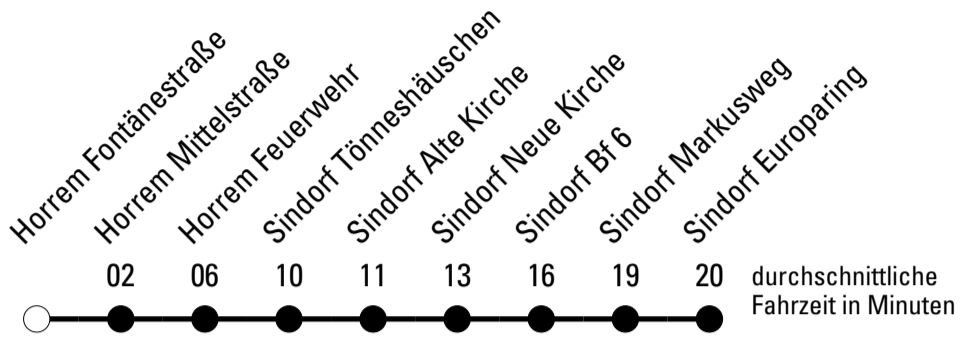 Horrem Fontänestraße
Horrem Mittelstraße
Horrem Feuerwehr
Sindorf Tönneshäuschen
Sindorf Alte Kirche
Sindorf Neue Kirche
Sindorf Bf 6
Sindorf Markusweg
Sindorf Europaring
02 06 10 11 13 16 19 20
durchschnittliche
Fahrzeit in Minuten